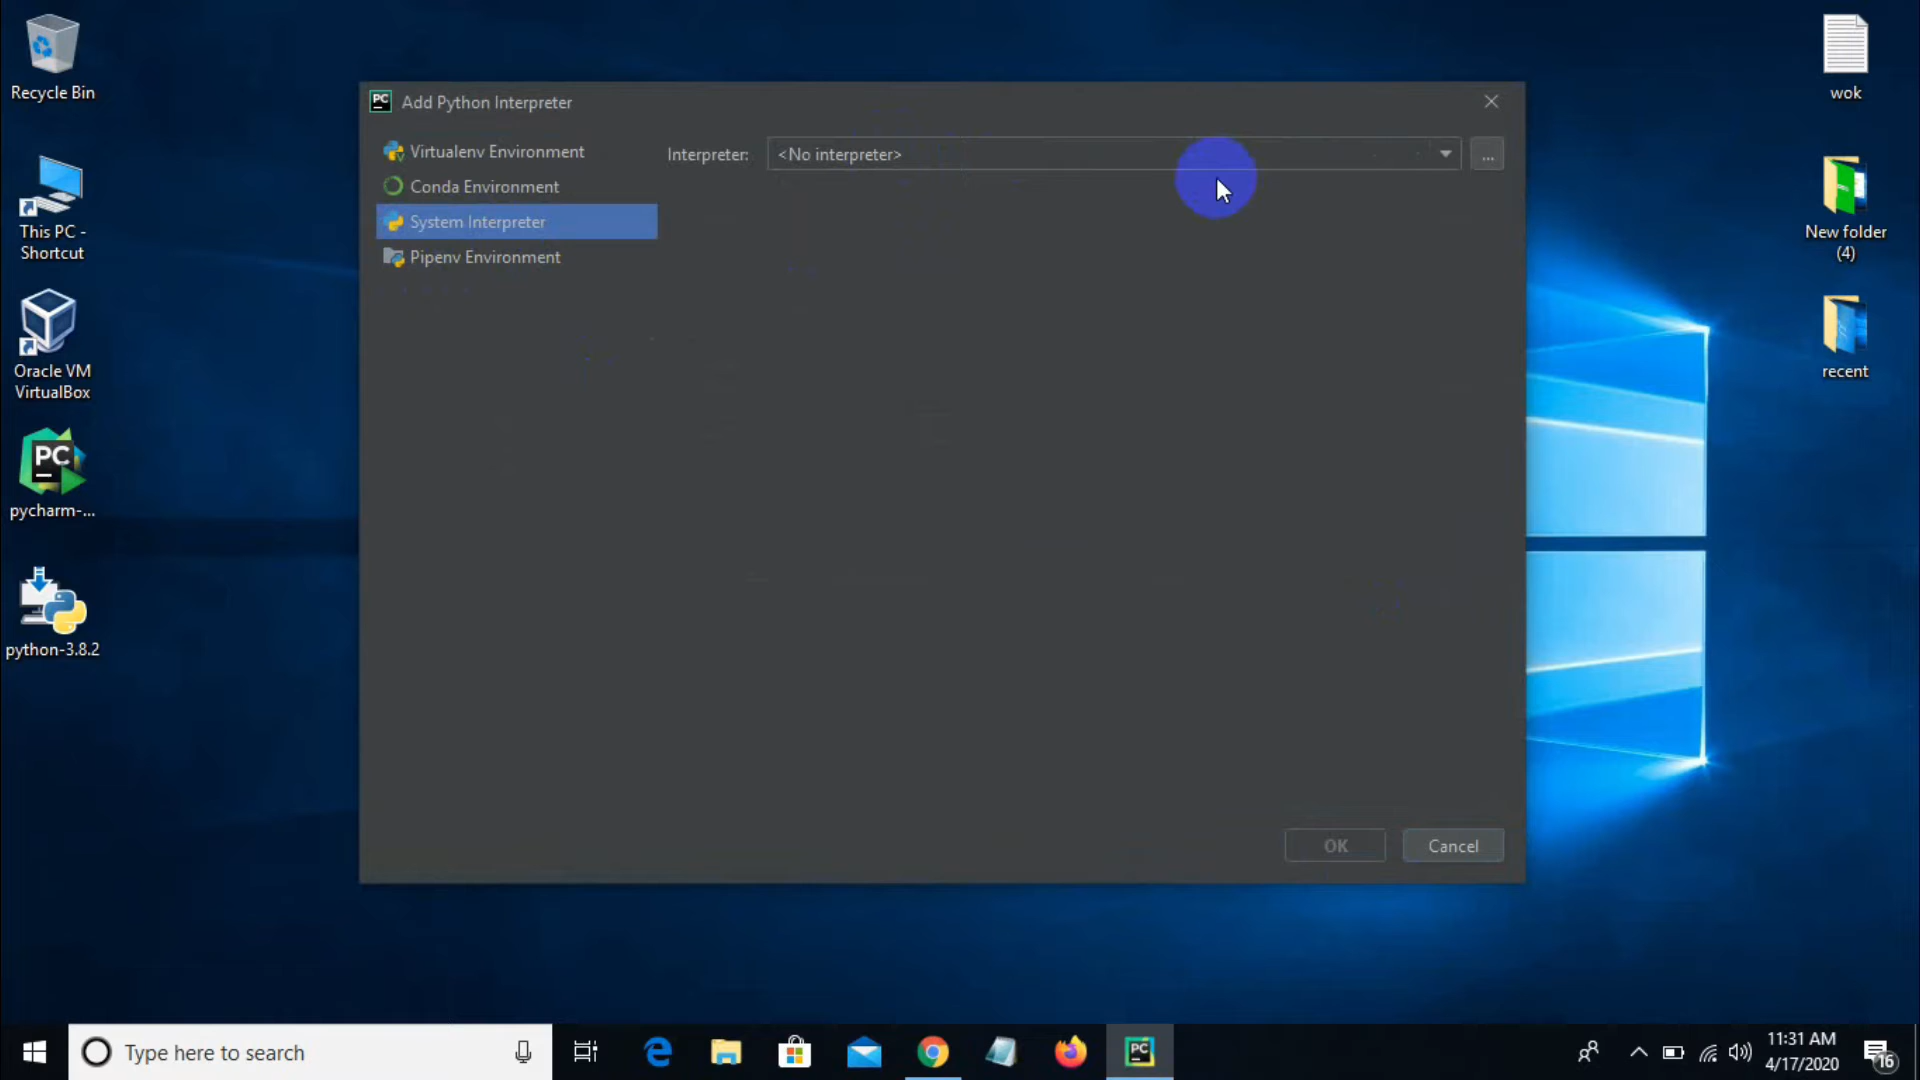 Recycle Bin
This PC -
Shortcut
Oracle VM
VirtualBox
PC
pycharm-...
python-3.8.2
PC
Add Python Interpreter
Virtualenv Environment
Conda Environment
System Interpreter
Pipenv Environment
Interpreter:
<No interpreter>
...
OK
Cancel
wok
New folder
(4)
recent
Type here to search
PC
11:31 AM
4/17/2020
16